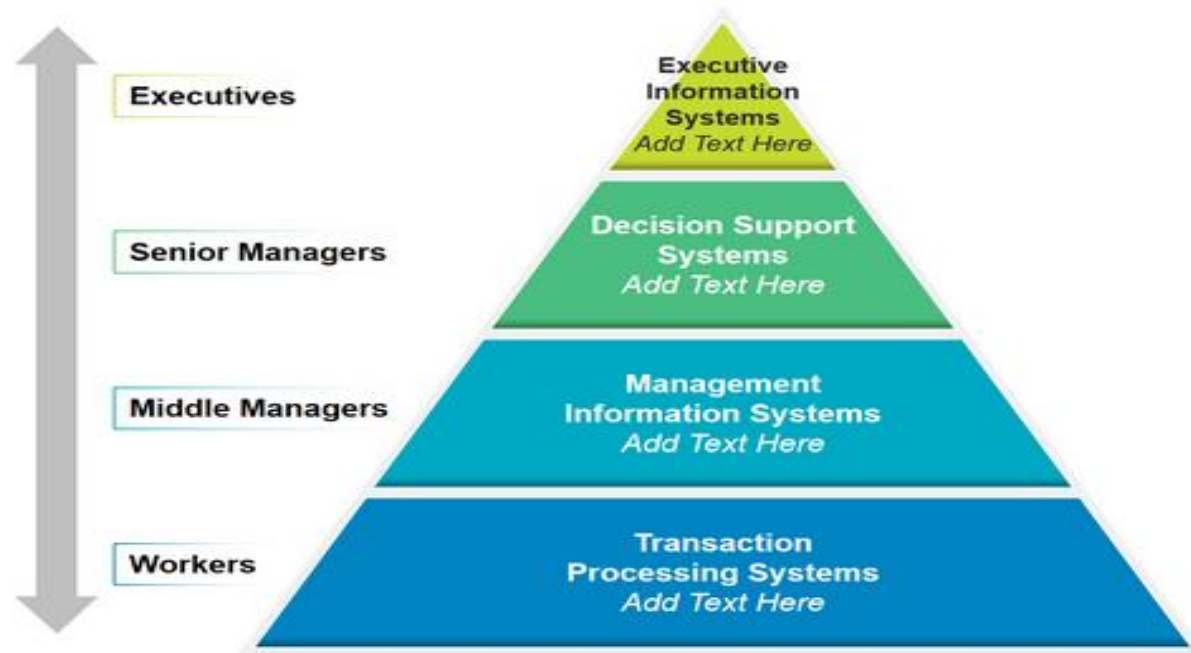 Executives
Executive
Information
Systems
Add Text Here
Senior Managers
Decision Support
Systems
Add Text Here
Middle Managers
Management
Information Systems
Add Text Here
Workers
Transaction
Processing Systems
Add Text Here